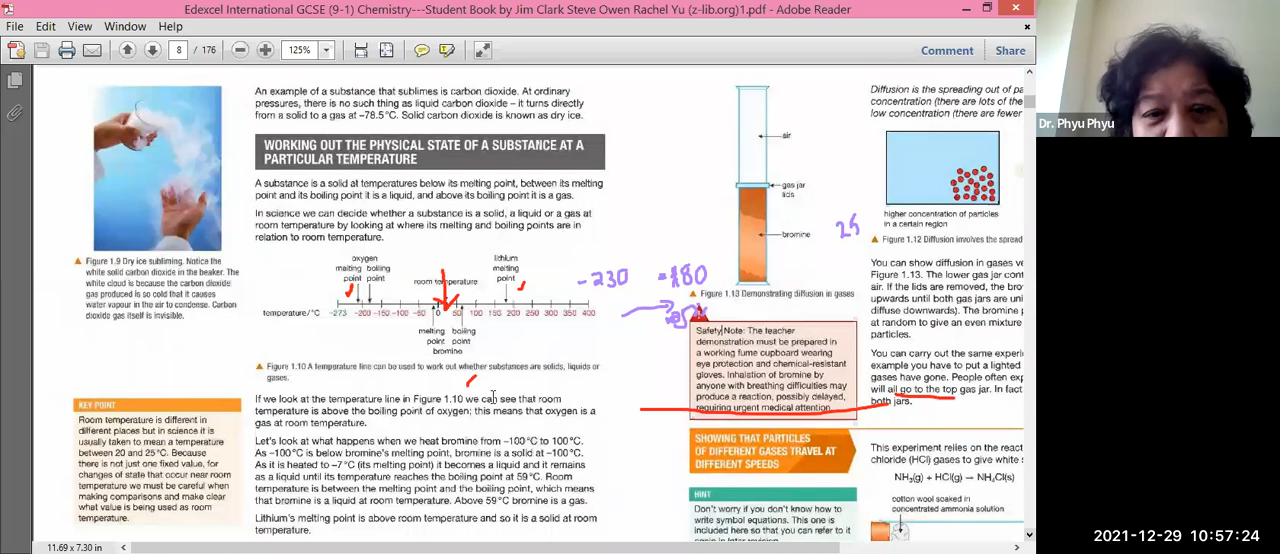 Edexcel International GCSE (9-1) Chemistry---Student Book by Jim Clark Steve Owen Rachel Yu (z-lib.org)1.pdf - Adobe Reader
File Edit View Window Help
8 / 176
125%
Comment Share
An example of a substance that sublimes is carbon dioxide. At ordinary
pressures, there is no such thing as liquid carbon dioxide – it turns directly
from a solid to a gas at –78.5 °C. Solid carbon dioxide is known as dry ice.
WORKING OUT THE PHYSICAL STATE OF A SUBSTANCE AT A
PARTICULAR TEMPERATURE
A substance is a solid at temperatures below its melting point, between its melting
point and its boiling point it is a liquid, and above its boiling point it is a gas.
In science we can decide whether a substance is a solid, a liquid or a gas at
room temperature by looking at where its melting and boiling points are in
relation to room temperature.
▲ Figure 1.9 Dry ice subliming. Notice the
white solid carbon dioxide in the beaker. The
white cloud is because the carbon dioxide
gas produced is so cold that it causes
water vapour in the air to condense. Carbon
dioxide gas itself is invisible.
oxygen
melting point
boiling point
room temperature
lithium
melting
point
temperature/°C
-273 -200 -150 -100 -50 0 50 100 150 200 250 300 350 400
melting
point
boiling
point
bromine
▲ Figure 1.10 A temperature line can be used to work out whether substances are solids, liquids or
gases.
If we look at the temperature line in Figure 1.10 we can see that room
temperature is above the boiling point of oxygen; this means that oxygen is a
gas at room temperature.
Let's look at what happens when we heat bromine from –100 °C to 100 °C.
As –100 °C is below bromine's melting point, bromine is a solid at –100 °C.
As it is heated to –7 °C (its melting point) it becomes a liquid and it remains
as a liquid until its temperature reaches the boiling point at 59 °C. Room
temperature is between the melting point and the boiling point, which means
that bromine is a liquid at room temperature. Above 59 °C bromine is a gas.
Lithium's melting point is above room temperature and so it is a solid at room
temperature.
KEY POINT
Room temperature is different in
different places but in science it is
usually taken to mean a temperature
between 20 and 25 °C. Because
there is not just one fixed value, for
changes of state that occur near room
temperature we must be careful when
making comparisons and make clear
what value is being used as room
temperature.
-230
180
25
air
gas jar
lids
bromine
▲ Figure 1.13 Demonstrating diffusion in gases
Safety Note: The teacher
demonstration must be prepared in
a working fume cupboard wearing
eye protection and chemical-resistant
gloves. Inhalation of bromine by
anyone with breathing difficulties may
produce a reaction, possibly delayed,
requiring urgent medical attention.
SHOWING THAT PARTICLES
OF DIFFERENT GASES TRAVEL AT
DIFFERENT SPEEDS
HINT
Don't worry if you don't know how to
write symbol equations. This one is
included here so that you can refer to it
Diffusion is the spreading out of pa
concentration (there are lots of the
low concentration (there are fewer
higher concentration of particles
in a certain region
▲ Figure 1.12 Diffusion involves the spread
You can show diffusion in gases ve
Figure 1.13. The lower gas jar cont
air. If the lids are removed, the brow
upwards until both gas jars are uni
diffuse downwards). The bromine p
at random to give an even mixture
particles.
You can carry out the same experi
example you have to put a lighted
gases have gone. People often exp
will all go to the top gas jar. In fact
both jars.
This experiment relies on the react
chloride (HCl) gases to give white s
NH₃(g) + HCl(g) → NH₄Cl(s)
cotton wool soaked in
concentrated ammonia solution
11.69 x 7.30 in
Dr. Phyu Phyu
2021-12-29 10:57:24